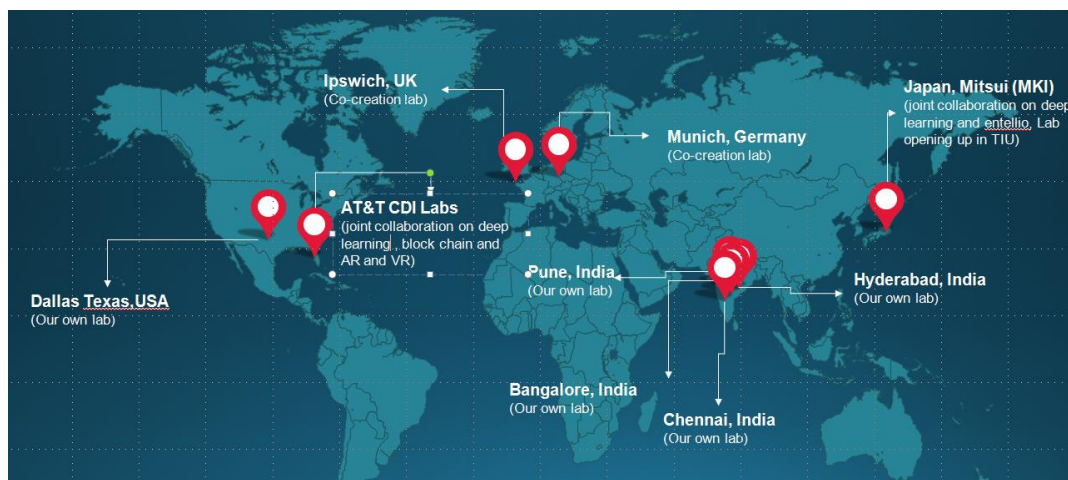 Ipswich, UK
(Co-creation lab)
Japan, Mitsui (MKI)
(joint collaboration on deep
learning and entellio, Lab
opening up in TIU)
Munich, Germany
(Co-creation lab)
AT&T CDI Labs
(joint collaboration on deep
learning , block chain and
AR and VR)
Pune, India
(Our own lab)
Hyderabad, India
(Our own lab)
Dallas Texas,USA
(Our own lab)
Bangalore, India
(Our own lab)
Chennai, India
(Our own lab)